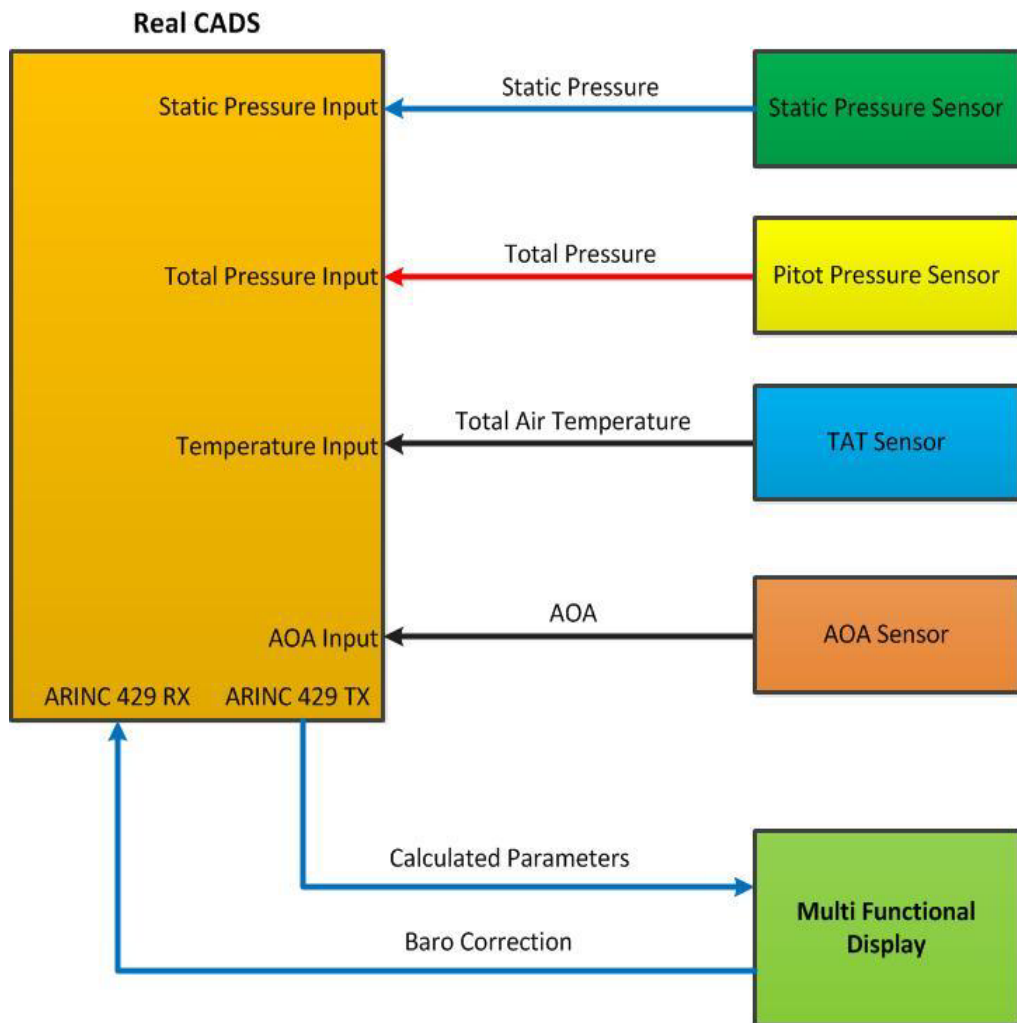 Real CADS
Static Pressure Input
Static Pressure
Static Pressure Sensor
Total Pressure Input
Total Pressure
Pitot Pressure Sensor
Temperature Input
Total Air Temperature
TAT Sensor
AOA Input
AOA
AOA Sensor
ARINC 429 RX
ARINC 429 TX
Calculated Parameters
Baro Correction
Multi Functional
Display